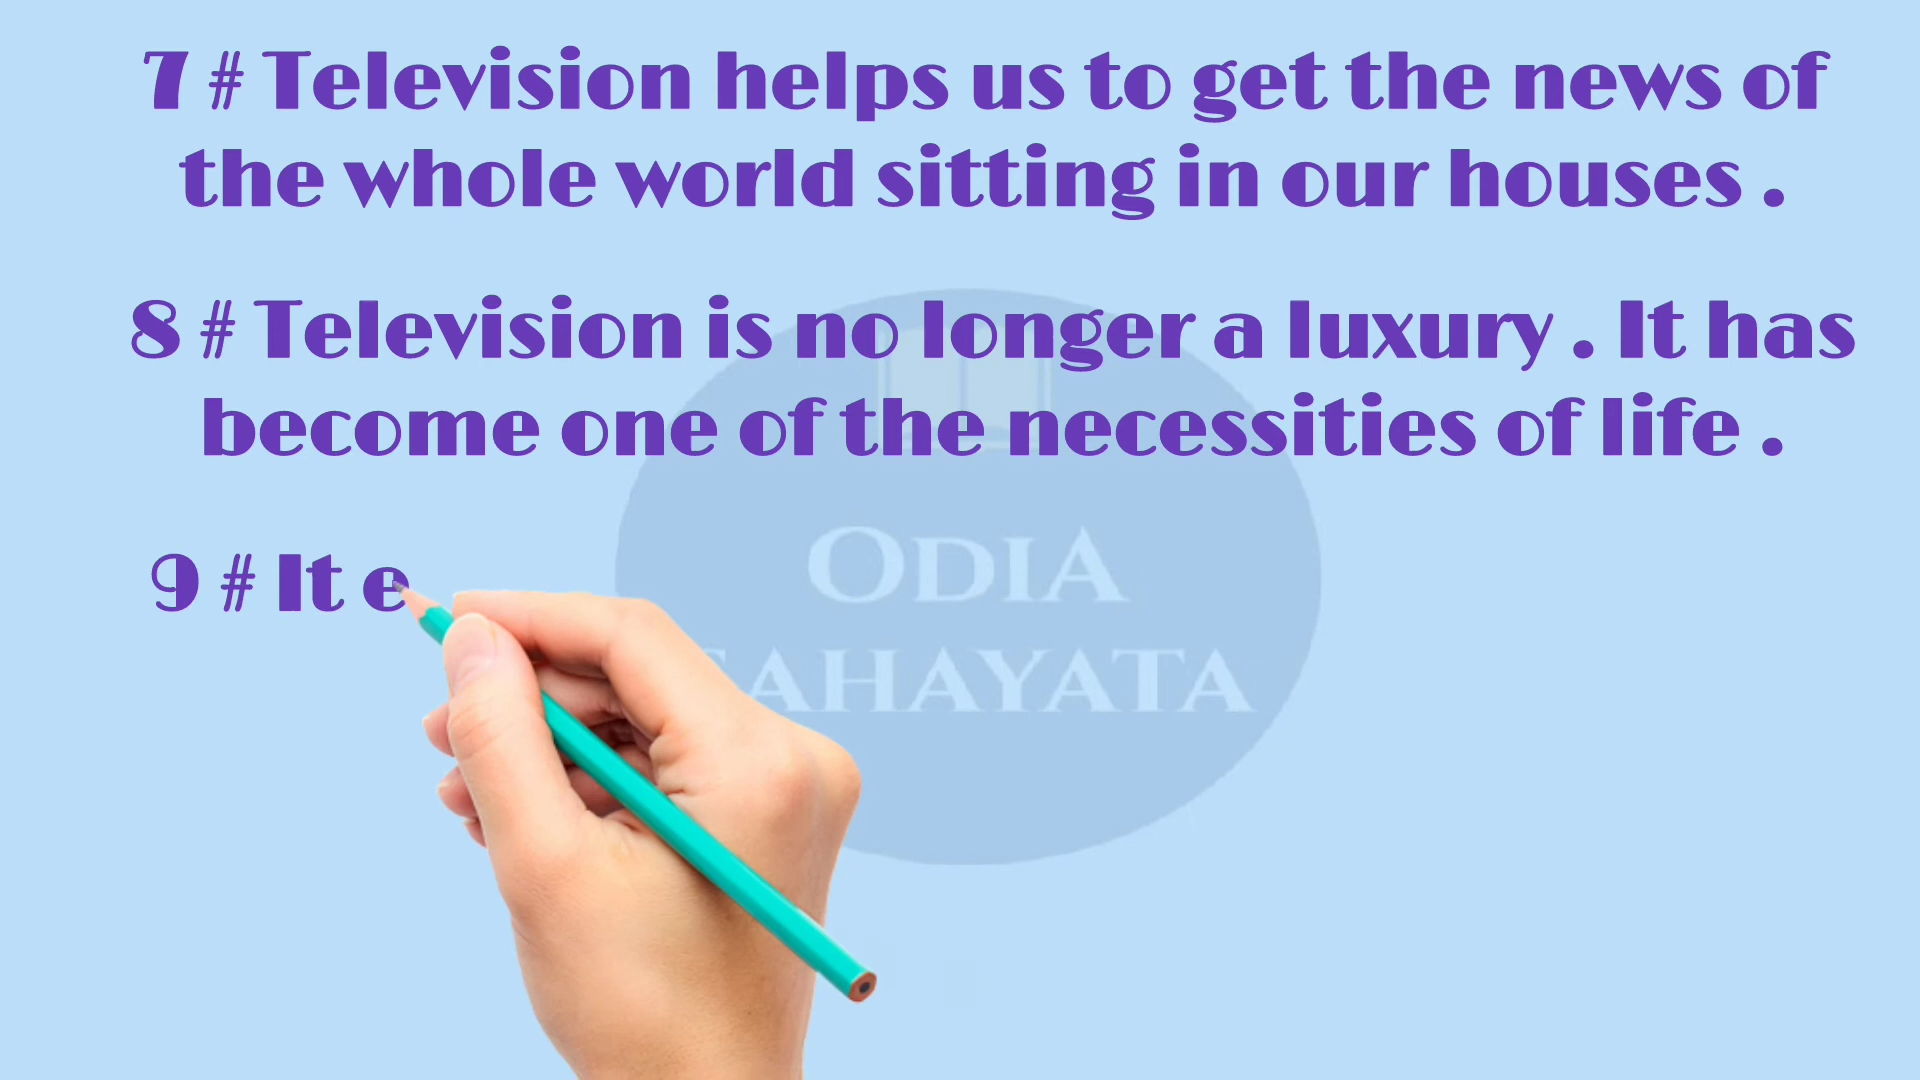 7 # Television helps us to get the news of
the whole world sitting in our houses .
8 # Television is no longer a luxury . It has
become one of the necessities of life .
9 # It e
ODIA
SAHAYATA